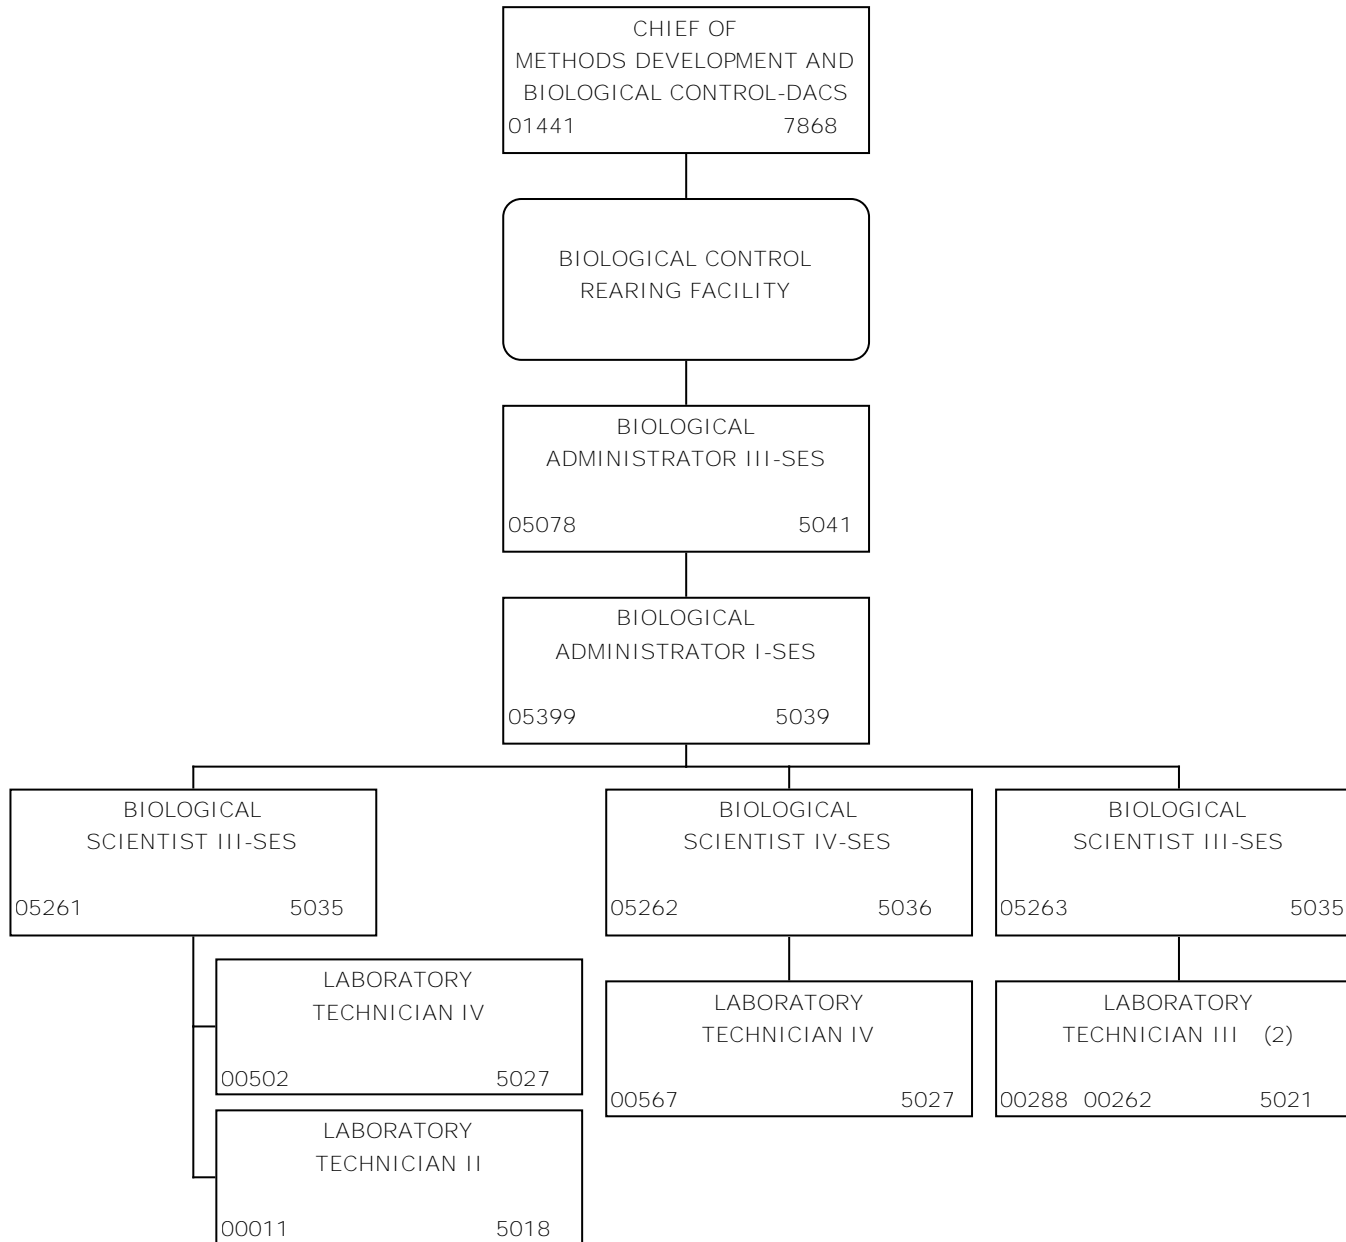 CHIEF OF
METHODS DEVELOPMENT AND
BIOLOGICAL CONTROL-DACS
01441 7868
BIOLOGICAL CONTROL
REARING FACILITY
BIOLOGICAL
ADMINISTRATOR III-SES
05078 5041
BIOLOGICAL
ADMINISTRATOR I-SES
05399 5039
BIOLOGICAL
SCIENTIST III-SES
05261 5035
LABORATORY
TECHNICIAN IV
00502 5027
LABORATORY
TECHNICIAN II
00011 5018
BIOLOGICAL
SCIENTIST IV-SES
05262 5036
LABORATORY
TECHNICIAN IV
00567 5027
BIOLOGICAL
SCIENTIST III-SES
05263 5035
LABORATORY
TECHNICIAN III (2)
00288 00262 5021